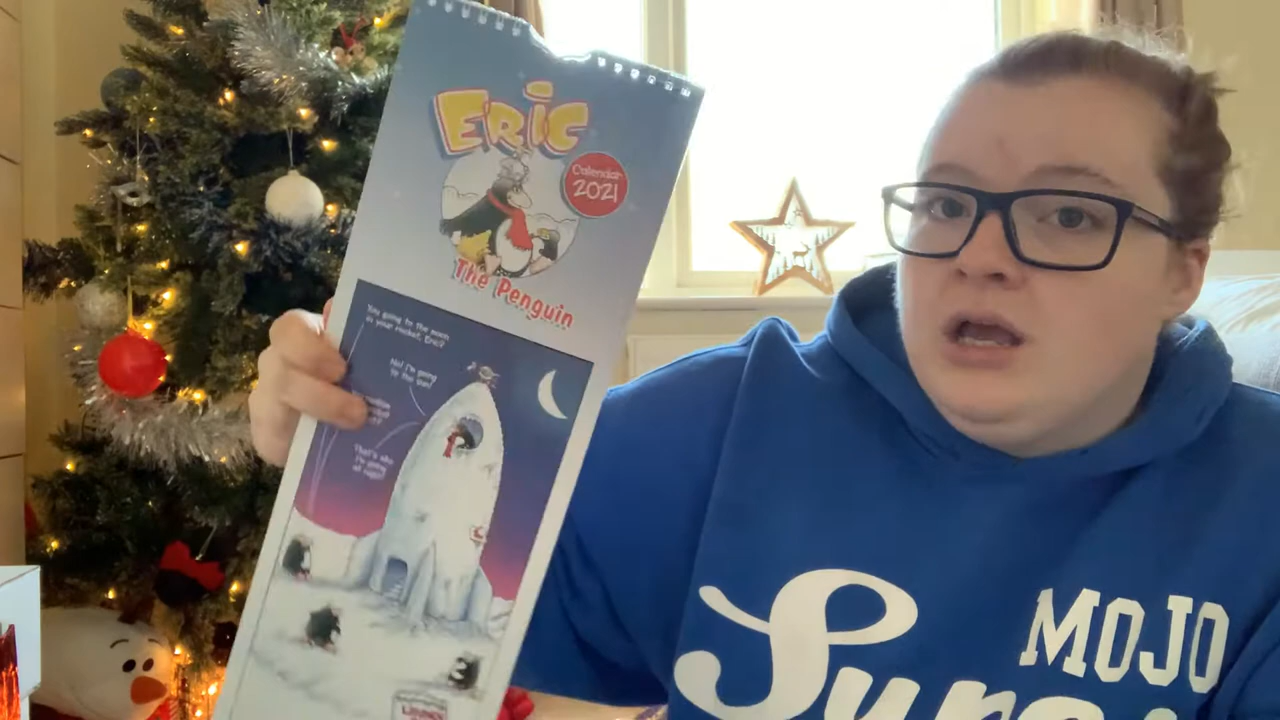 ERiC
Calendar
2021
The Penguin
You going to the moon
in your rocket, Eric?
No! I'm going
to the Sun!
That's why
I'm going
at night!
MOJO